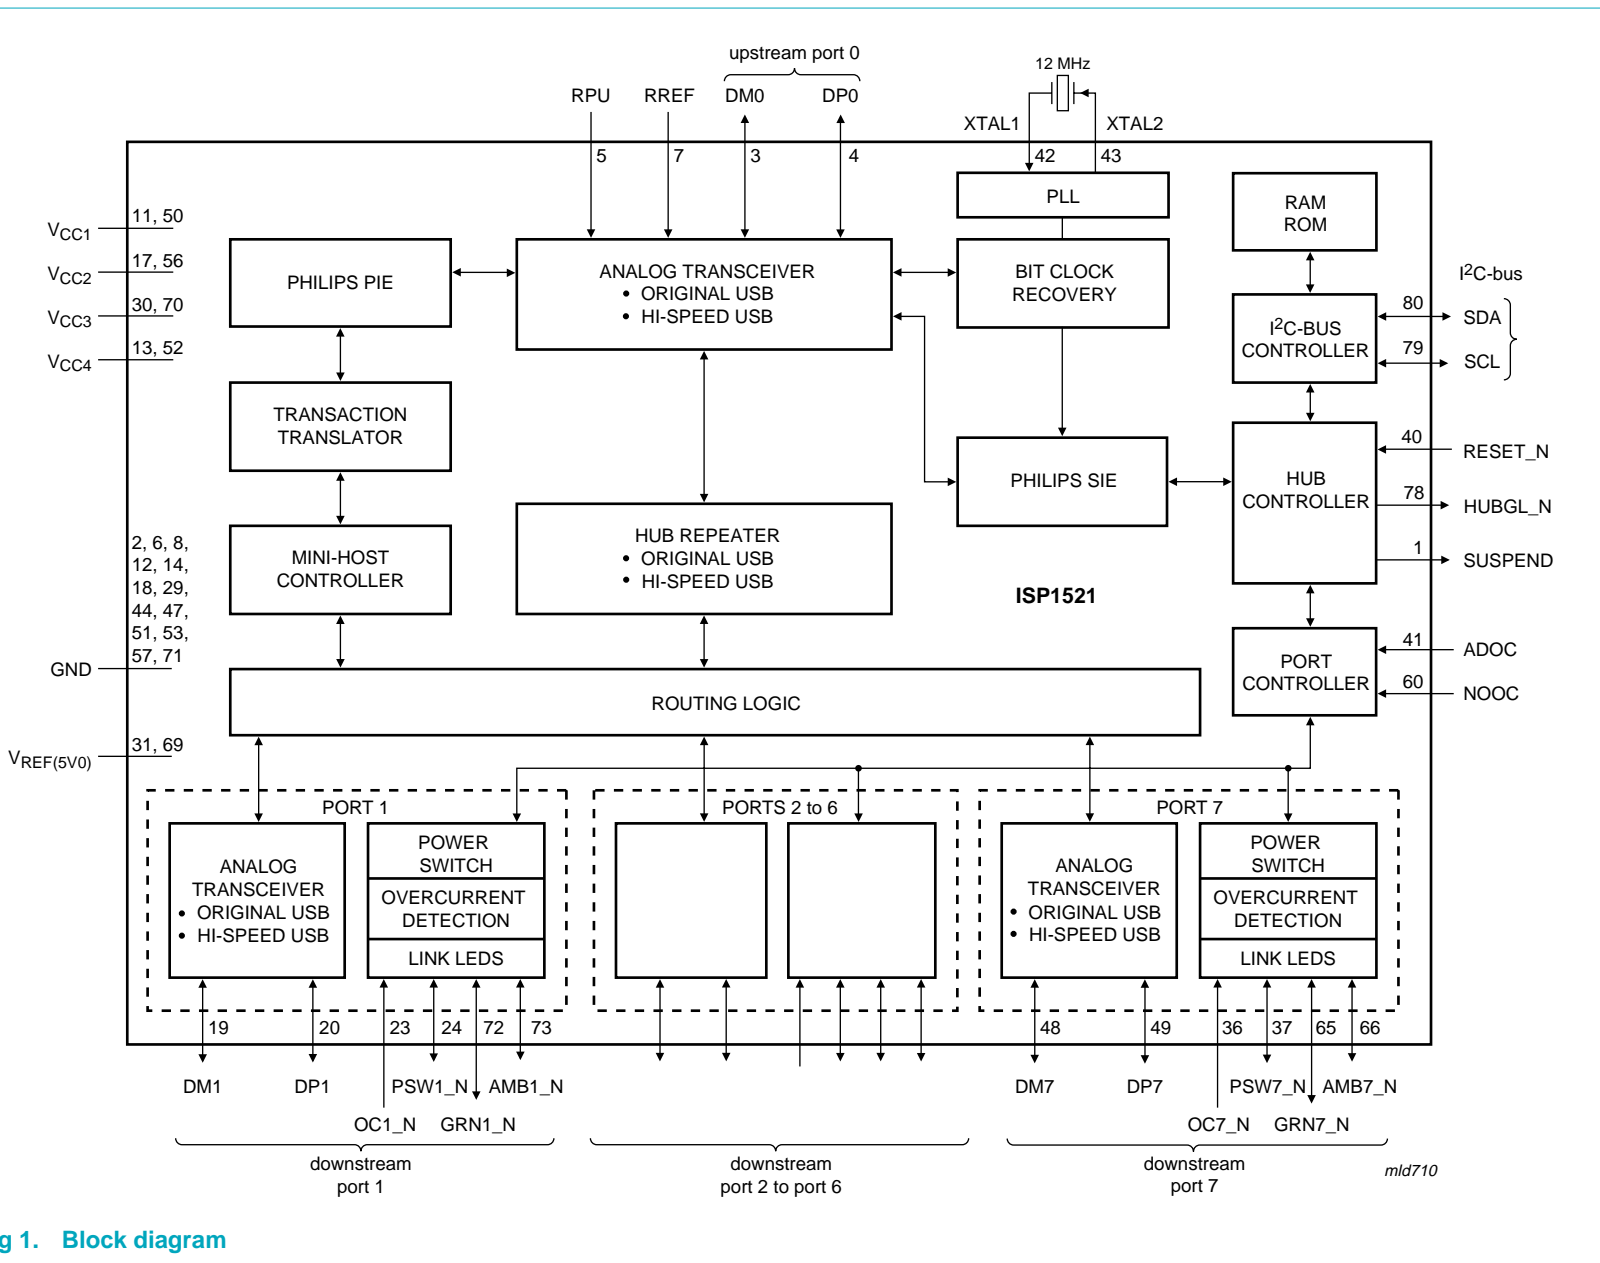 upstream port 0
12 MHz
RPU
RREF
DM0
DP0
XTAL1
XTAL2
5
7
3
4
42
43
PLL
RAM
ROM
VCC1
11, 50
VCC2
17, 56
VCC3
30, 70
VCC4
13, 52
PHILIPS PIE
ANALOG TRANSCEIVER
• ORIGINAL USB
• HI-SPEED USB
BIT CLOCK
RECOVERY
I2C-bus
I2C-BUS
CONTROLLER
80
SDA
79
SCL
TRANSACTION
TRANSLATOR
PHILIPS SIE
HUB
CONTROLLER
40
RESET_N
78
HUBGL_N
1
SUSPEND
HUB REPEATER
• ORIGINAL USB
• HI-SPEED USB
MINI-HOST
CONTROLLER
ISP1521
2, 6, 8,
12, 14,
18, 29,
44, 47,
51, 53,
57, 71
GND
PORT
CONTROLLER
41
ADOC
60
NOOC
ROUTING LOGIC
VREF(5V0)
31, 69
PORT 1
ANALOG
TRANSCEIVER
• ORIGINAL USB
• HI-SPEED USB
POWER
SWITCH
OVERCURRENT
DETECTION
LINK LEDS
PORTS 2 to 6
PORT 7
ANALOG
TRANSCEIVER
• ORIGINAL USB
• HI-SPEED USB
POWER
SWITCH
OVERCURRENT
DETECTION
LINK LEDS
19
20
23
24
72
73
48
49
36
37
65
66
DM1
DP1
PSW1_N
AMB1_N
OC1_N
GRN1_N
DM7
DP7
PSW7_N
AMB7_N
OC7_N
GRN7_N
downstream
port 1
downstream
port 2 to port 6
downstream
port 7
mld710
g 1. Block diagram